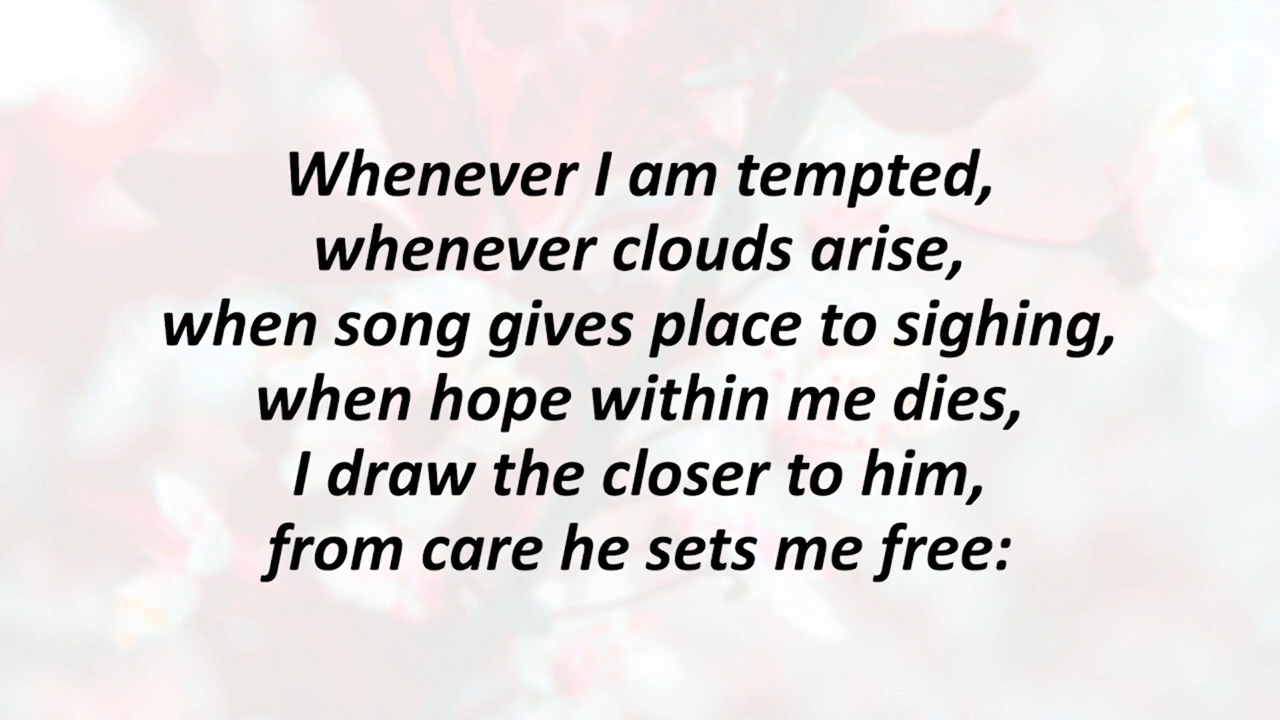 Whenever I am tempted,
whenever clouds arise,
when song gives place to sighing,
when hope within me dies,
I draw the closer to him,
from care he sets me free: